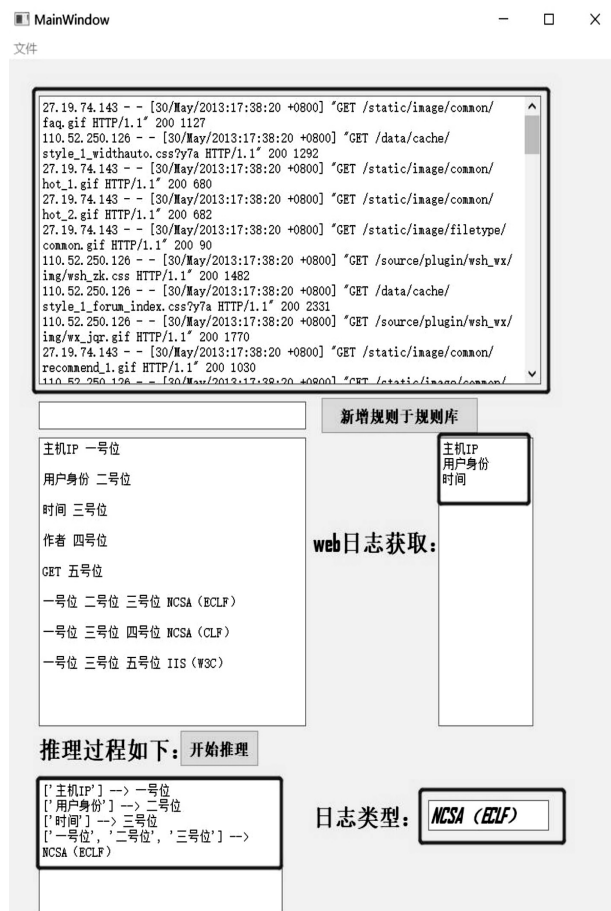 MainWindow
文件
27.19.74.143 - - [30/May/2013:17:38:20 +0800] "GET /static/image/common/
faq.gif HTTP/1.1" 200 1127
110.52.250.126 - - [30/May/2013:17:38:20 +0800] "GET /data/cache/
style_1_widthauto.css?y7a HTTP/1.1" 200 1292
27.19.74.143 - - [30/May/2013:17:38:20 +0800] "GET /static/image/common/
hot_1.gif HTTP/1.1" 200 680
27.19.74.143 - - [30/May/2013:17:38:20 +0800] "GET /static/image/common/
hot_2.gif HTTP/1.1" 200 682
27.19.74.143 - - [30/May/2013:17:38:20 +0800] "GET /static/image/filetype/
common.gif HTTP/1.1" 200 90
110.52.250.126 - - [30/May/2013:17:38:20 +0800] "GET /source/plugin/wsh_wx/
img/wsh_zk.css HTTP/1.1" 200 1482
110.52.250.126 - - [30/May/2013:17:38:20 +0800] "GET /data/cache/
style_1_forum_index.css?y7a HTTP/1.1" 200 2331
110.52.250.126 - - [30/May/2013:17:38:20 +0800] "GET /source/plugin/wsh_wx/
img/wx_jqr.gif HTTP/1.1" 200 1770
27.19.74.143 - - [30/May/2013:17:38:20 +0800] "GET /static/image/common/
recommend_1.gif HTTP/1.1" 200 1030
110.52.250.126 - - [30/May/2013:17:38:20 +0800] "GET /static/image/common/
新增规则于规则库
主机IP 一号位
用户身份 二号位
时间 三号位
作者 四号位
GET 五号位
一号位 二号位 三号位 NCSA（ECLF）
一号位 三号位 四号位 NCSA（CLF）
一号位 三号位 五号位 IIS（W3C）
web日志获取：
主机IP
用户身份
时间
推理过程如下：
开始推理
['主机IP'] --> 一号位
['用户身份'] --> 二号位
['时间'] --> 三号位
['一号位', '二号位', '三号位'] -->
NCSA（ECLF）
日志类型：
NCSA（ECLF）